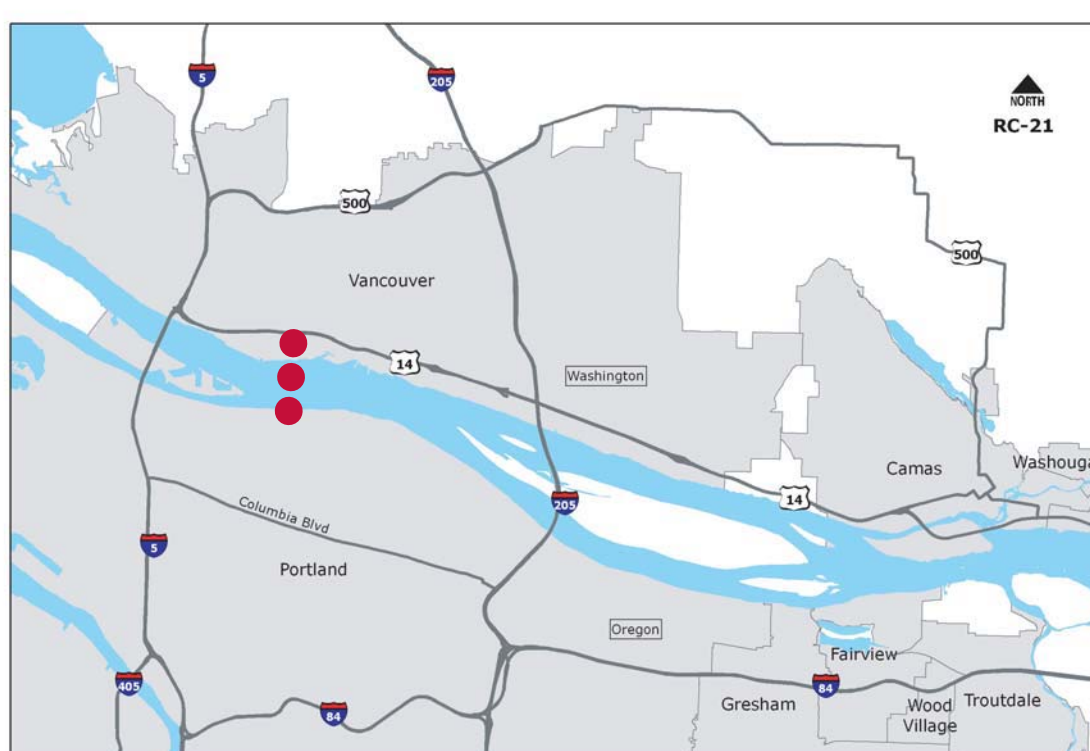 5
205
NORTH
RC-21
500
500
Vancouver
14
Washington
Camas
Washouga
14
205
Columbia Blvd
5
Portland
Oregon
Fairview
405
84
84
Gresham
Wood
Village
Troutdale